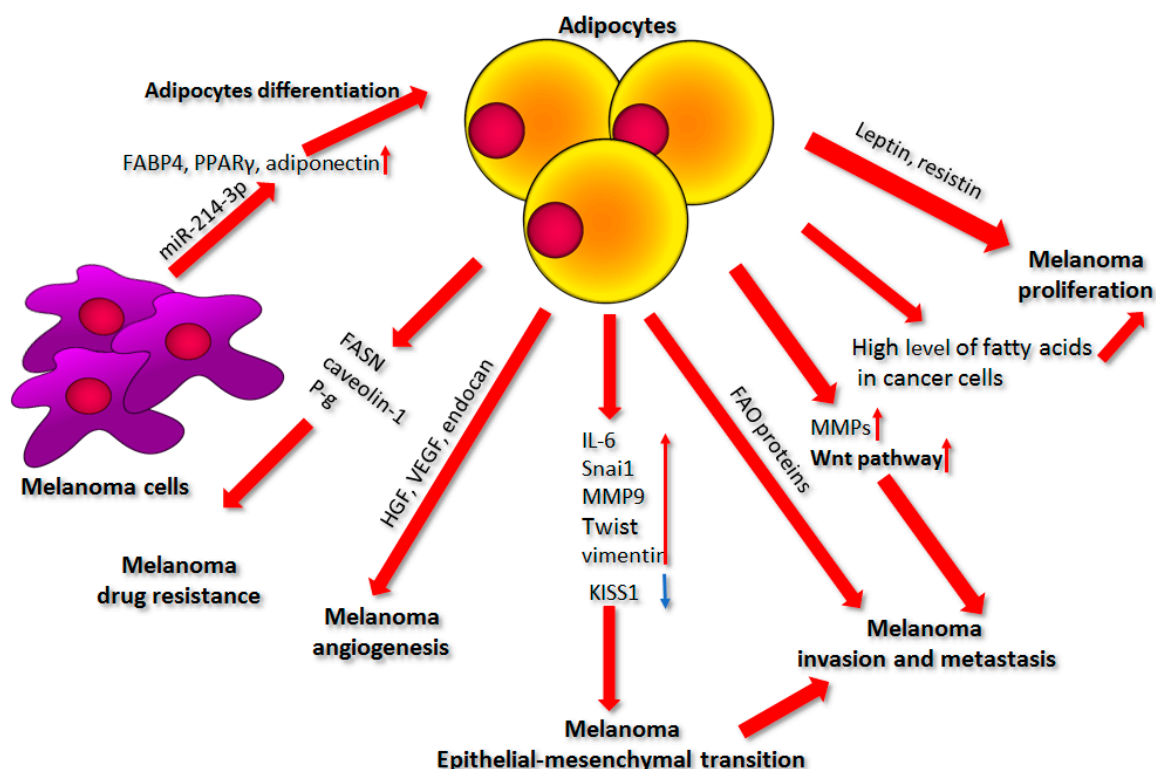 Adipocytes
Adipocytes differentiation
FABP4, PPARγ, adiponectin
miR-214-3p
Melanoma cells
Leptin, resistin
Melanoma
proliferation
High level of fatty acids
in cancer cells
FASN
caveolin-1
P-g
Melanoma
drug resistance
HGF, VEGF, endocan
Melanoma
angiogenesis
IL-6
Snai1
MMP9
Twist
vimentin
KISS1
Melanoma
Epithelial-mesenchymal transition
FAO proteins
MMPs
Wnt pathway
Melanoma
invasion and metastasis